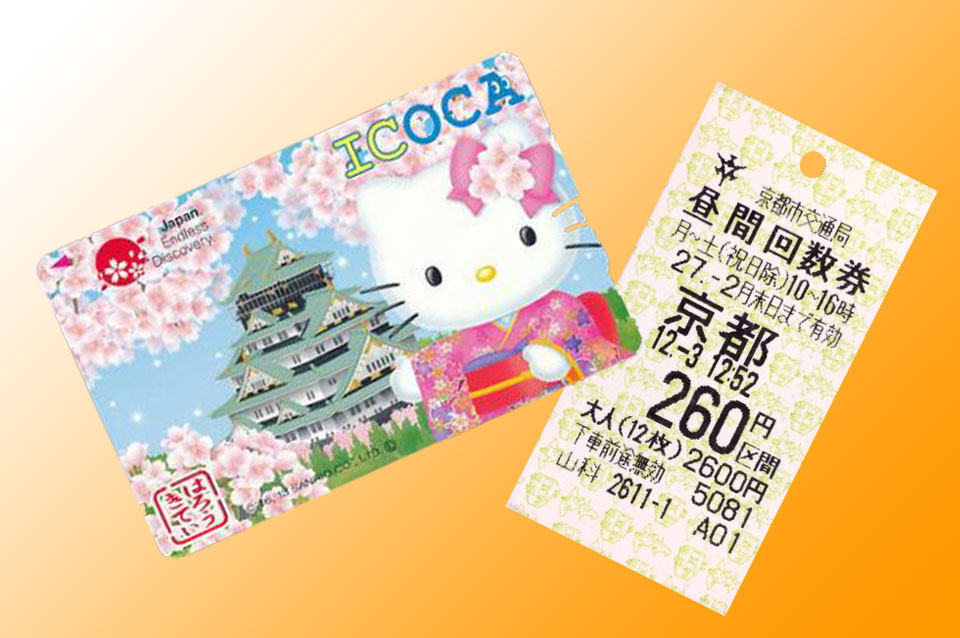 ICOCA
Japan.
Endless
Discovery.
はろう
きてぃ
京都市交通局
昼間回数券
月~土(祝日除)10~16時
27.-2月末日まで有効
京都
12.-3 12:52
260円
区間
大人(12枚) 2600円
下車前途無効 5081
山科 2611-1 A01